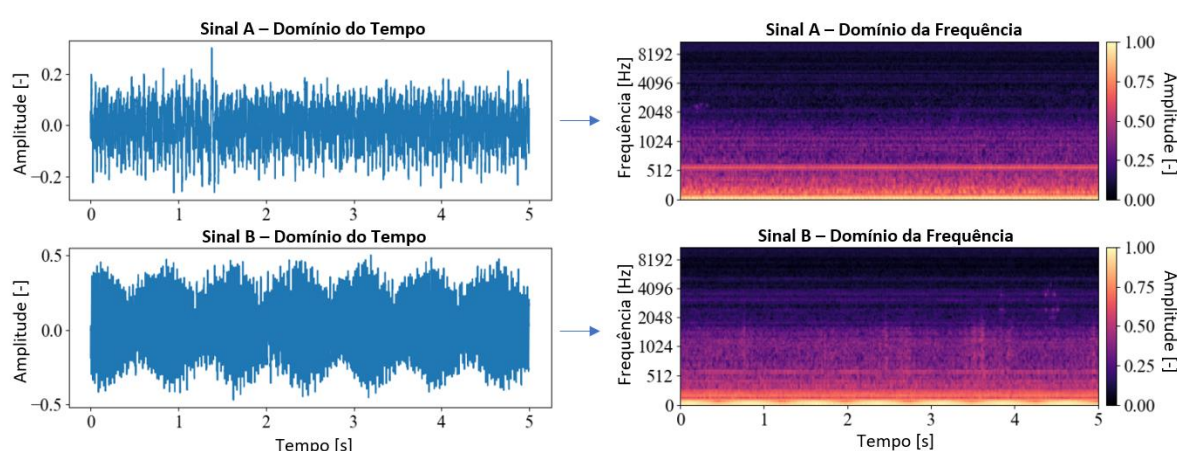 Sinal A – Domínio do Tempo
Amplitude [-]
0.2
0.0
−0.2
0 1 2 3 4 5
Sinal A – Domínio da Frequência
Frequência [Hz]
8192
4096
2048
1024
512
0
1.00
0.75
0.50
0.25
0.00
Amplitude [-]
Sinal B – Domínio do Tempo
Amplitude [-]
0.5
0.0
−0.5
0 1 2 3 4 5
Tempo [s]
Sinal B – Domínio da Frequência
Frequência [Hz]
8192
4096
2048
1024
512
0
0 1 2 3 4 5
Tempo [s]
1.00
0.75
0.50
0.25
0.00
Amplitude [-]